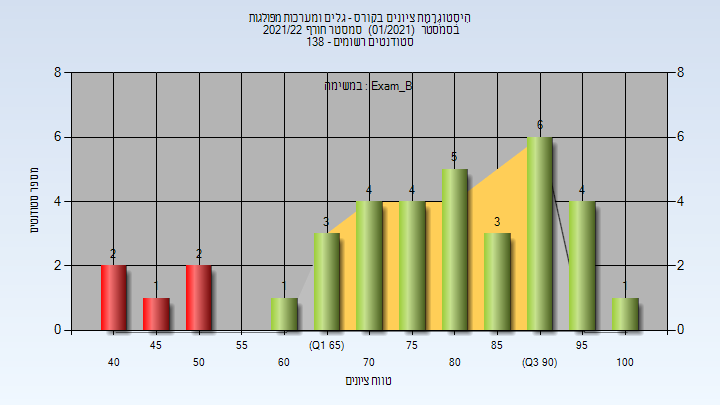 היסטוגרמת ציונים בקורס - גלים ומערכות מפולגות
בסמסטר (01/2021) סמסטר חורף 2021/22
סטודנטים רשומים - 138
במשימה : Exam_B
מספר סטודנטים
8 8
6 6
4 4
2 2
0 0
2 1 2 1 3 4 4 5 3 6 4 1
40 45 50 55 60 (Q1 65) 70 75 80 85 (Q3 90) 95 100
טווח ציונים